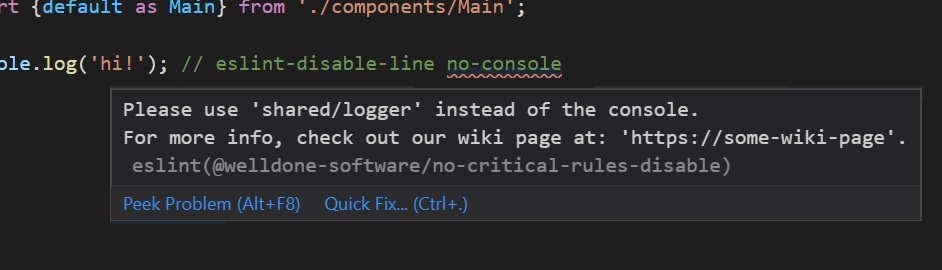 rt {default as Main} from './components/Main';
ole.log('hi!'); // eslint-disable-line no-console
Please use 'shared/logger' instead of the console.
For more info, check out our wiki page at: 'https://some-wiki-page'.
eslint(@welldone-software/no-critical-rules-disable)
Peek Problem (Alt+F8) Quick Fix... (Ctrl+.)